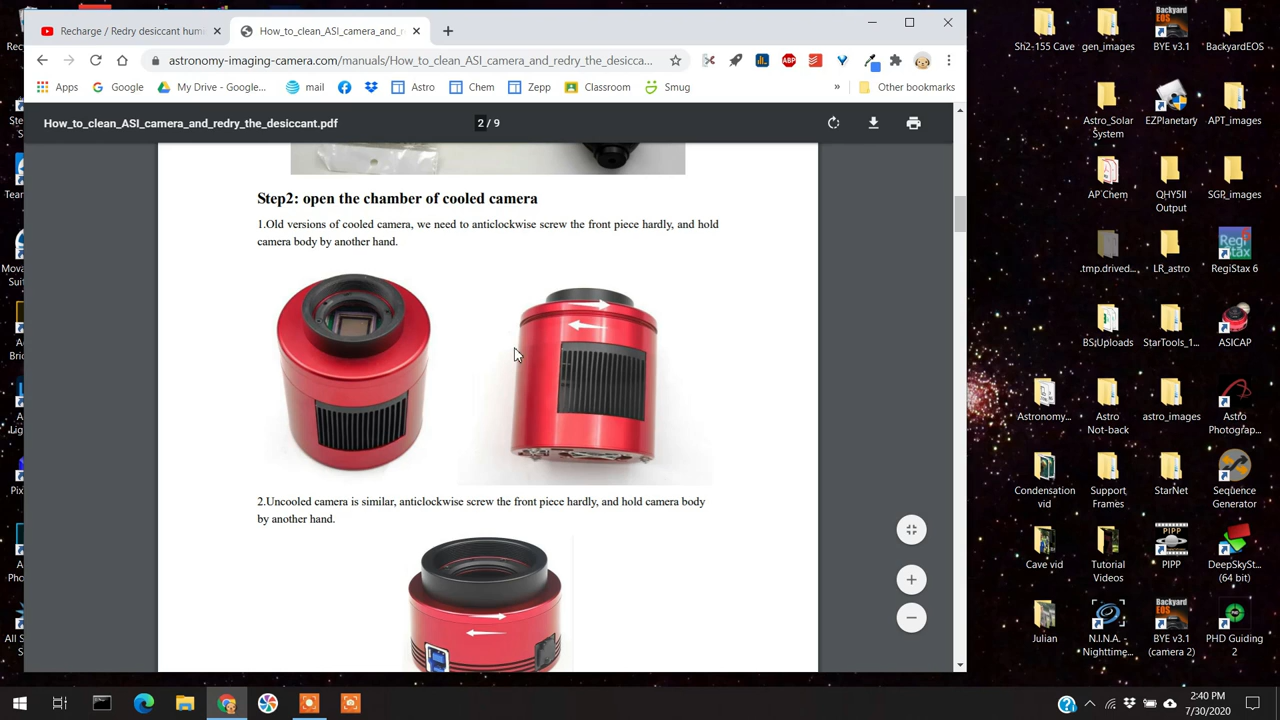 Recharge / Redry desiccant hum
How_to_clean_ASI_camera_and_r
astronomy-imaging-camera.com/manuals/How_to_clean_ASI_camera_and_redry_the_desicca...
ABP
Apps
Google
My Drive - Google...
mail
Astro
Chem
Zepp
Classroom
Smug
»
Other bookmarks
How_to_clean_ASI_camera_and_redry_the_desiccant.pdf
2 / 9
Step2: open the chamber of cooled camera
1.Old versions of cooled camera, we need to anticlockwise screw the front piece hardly, and hold
camera body by another hand.
2.Uncooled camera is similar, anticlockwise screw the front piece hardly, and hold camera body
by another hand.
Sh2-155 Cave
gen_images
BYE v3.1
BackyardEOS
Astro_Solar
System
EZPlanetary
APT_images
AP Chem
QHY5II
Output
SGP_images
.tmp.drived...
LR_astro
RegiStax 6
BS Uploads
StarTools_1...
ASICAP
Astronomy...
Astro
Not-back
astro_images
Astro
Photograp...
Condensation
vid
Support
Frames
StarNet
Sequence
Generator
Cave vid
Tutorial
Videos
PIPP
DeepSkySt...
(64 bit)
Julian
N.I.N.A. -
Nighttime...
BYE v3.1
(camera 2)
PHD Guiding
2
2:40 PM
7/30/2020